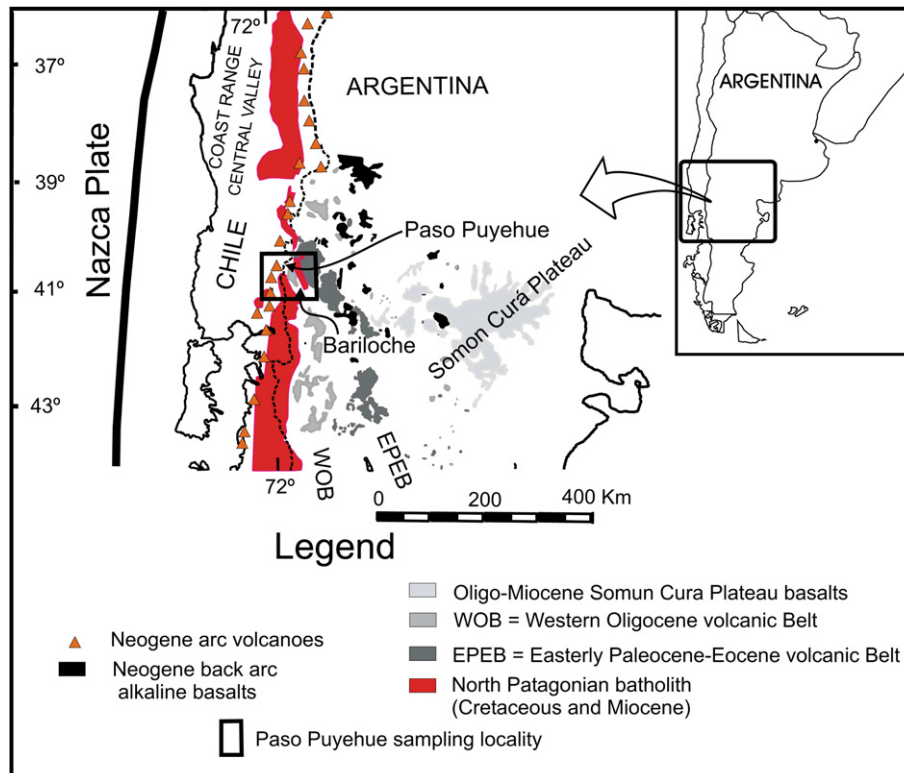 72º
37º
39º
41º
43º
Nazca Plate
COAST RANGE
CENTRAL VALLEY
CHILE
ARGENTINA
ARGENTINA
Paso Puyehue
Bariloche
Somon Curá Plateau
WOB
EPEB
72º
0 200 400 Km
Legend
Neogene arc volcanoes
Neogene back arc
alkaline basalts
Oligo-Miocene Somun Cura Plateau basalts
WOB = Western Oligocene volcanic Belt
EPEB = Easterly Paleocene-Eocene volcanic Belt
North Patagonian batholith
(Cretaceous and Miocene)
Paso Puyehue sampling locality